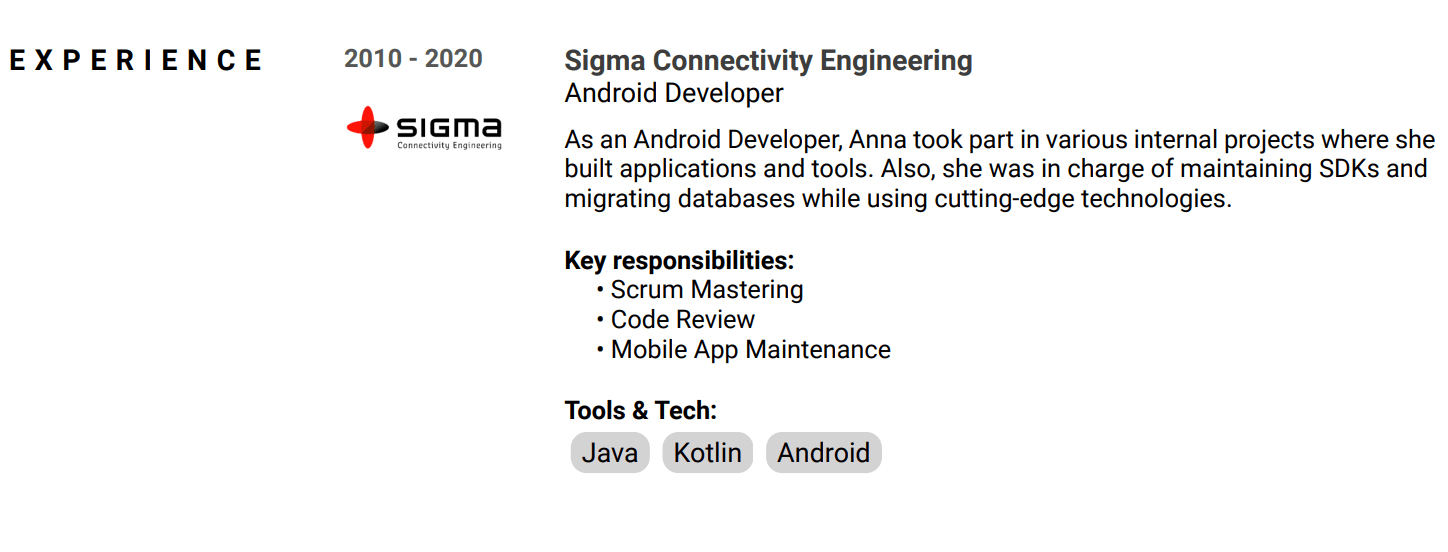 EXPERIENCE
2010 - 2020
sigma
Connectivity Engineering
Sigma Connectivity Engineering
Android Developer
As an Android Developer, Anna took part in various internal projects where she
built applications and tools. Also, she was in charge of maintaining SDKs and
migrating databases while using cutting-edge technologies.
Key responsibilities:
• Scrum Mastering
• Code Review
• Mobile App Maintenance
Tools & Tech:
Java Kotlin Android